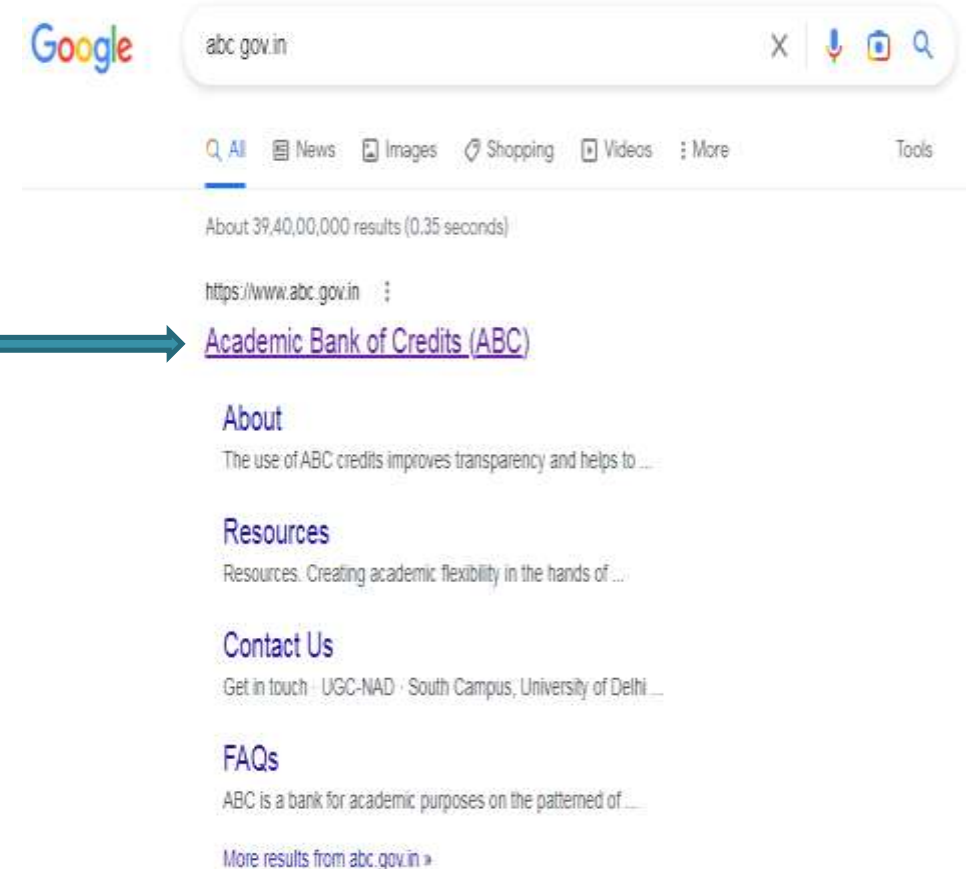 Google
abc gov.in
All News Images Shopping Videos More Tools
About 39,40,00,000 results (0.35 seconds)
https://www.abc.gov.in
Academic Bank of Credits (ABC)
About
The use of ABC credits improves transparency and helps to ...
Resources
Resources. Creating academic flexibility in the hands of ...
Contact Us
Get in touch · UGC-NAD · South Campus, University of Delhi ...
FAQs
ABC is a bank for academic purposes on the patterned of ...
More results from abc.gov.in »